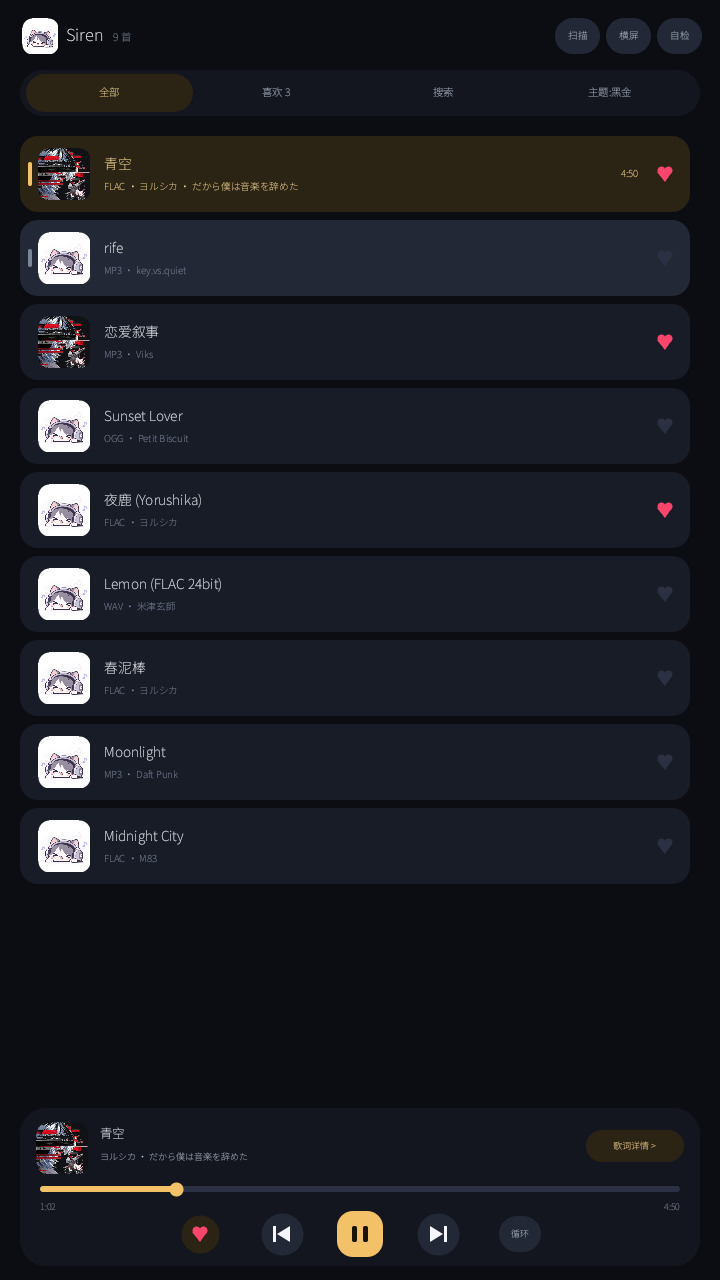 Siren 9 首
扫描 横屏 自检
全部 喜欢 3 搜索 主题:黑金
青空
FLAC • ヨルシカ • だから僕は音楽を辞めた
4:50
rife
MP3 • key.vs.quiet
恋爱叙事
MP3 • Viks
Sunset Lover
OGG • Petit Biscuit
夜鹿 (Yorushika)
FLAC • ヨルシカ
Lemon (FLAC 24bit)
WAV • 米津玄師
春泥棒
FLAC • ヨルシカ
Moonlight
MP3 • Daft Punk
Midnight City
FLAC • M83
青空
ヨルシカ • だから僕は音楽を辞めた
歌词详情 >
1:02 4:50
循环